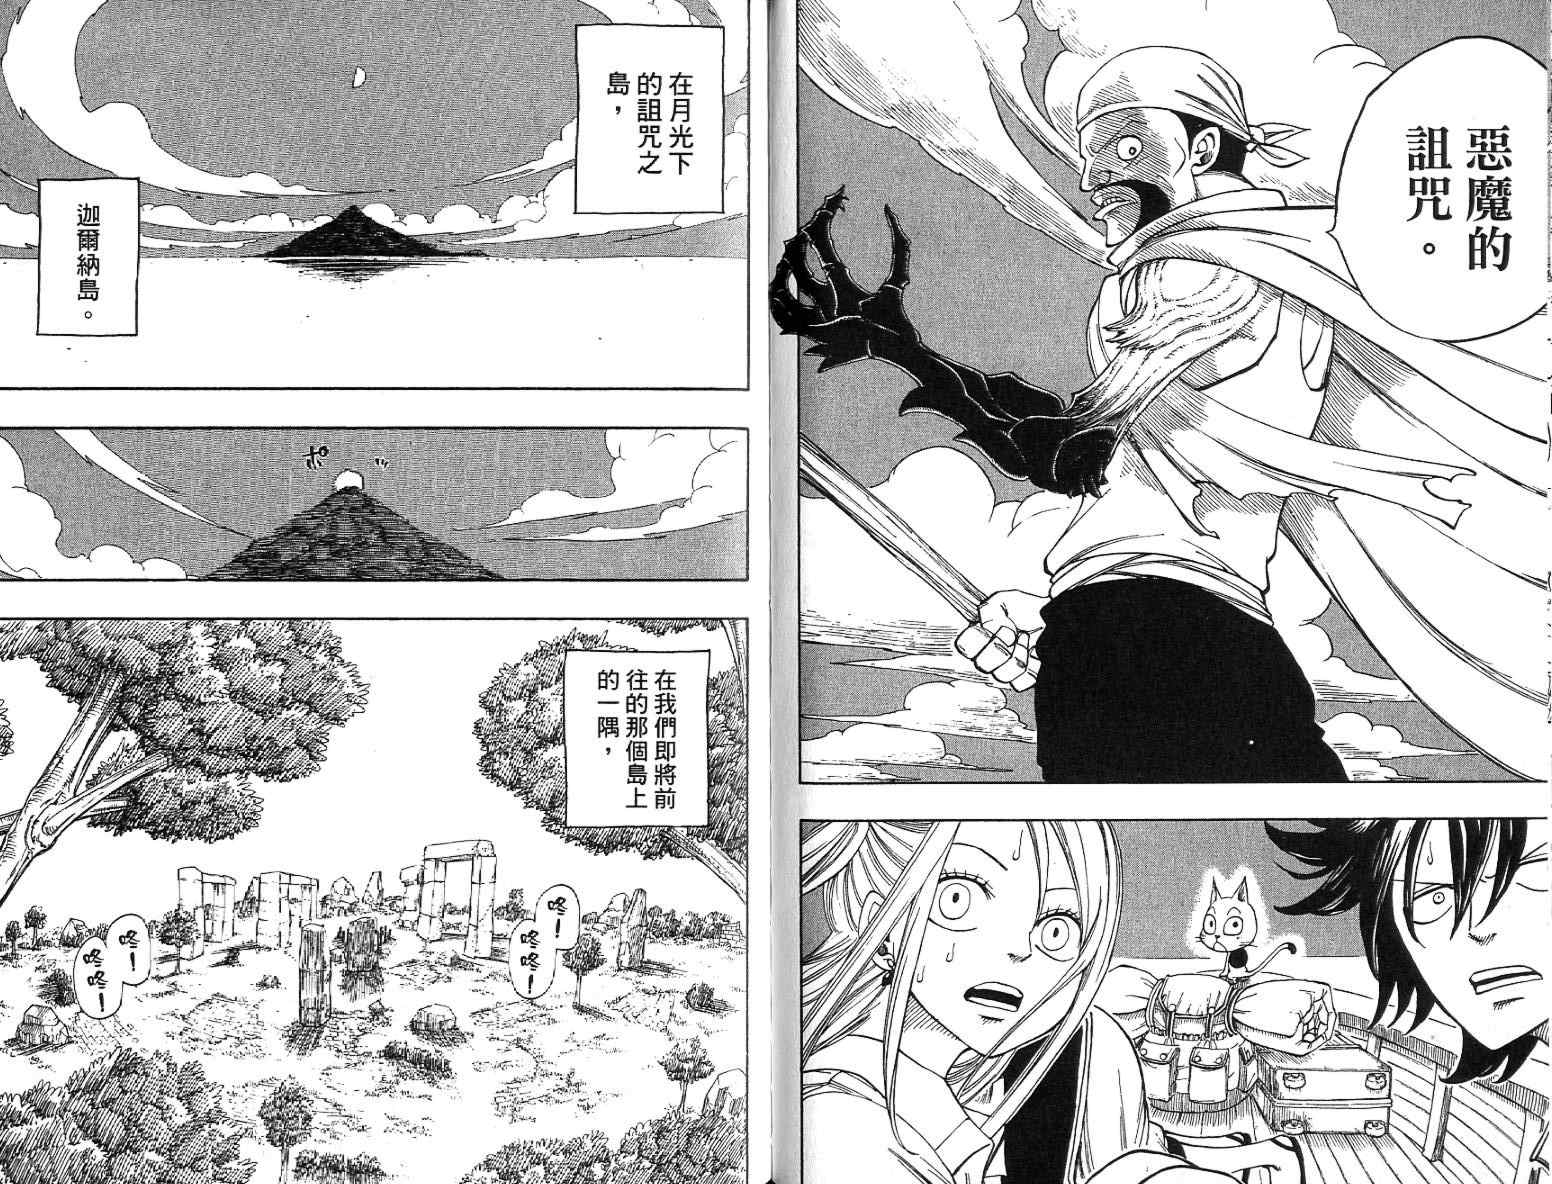 惡魔的
詛咒。
在月光下
的詛咒之
島，
迦爾納島。
ポ
在我們即將前
往的那個島上
的一隅，
咚！
咚咚！
咚！
咚咚！